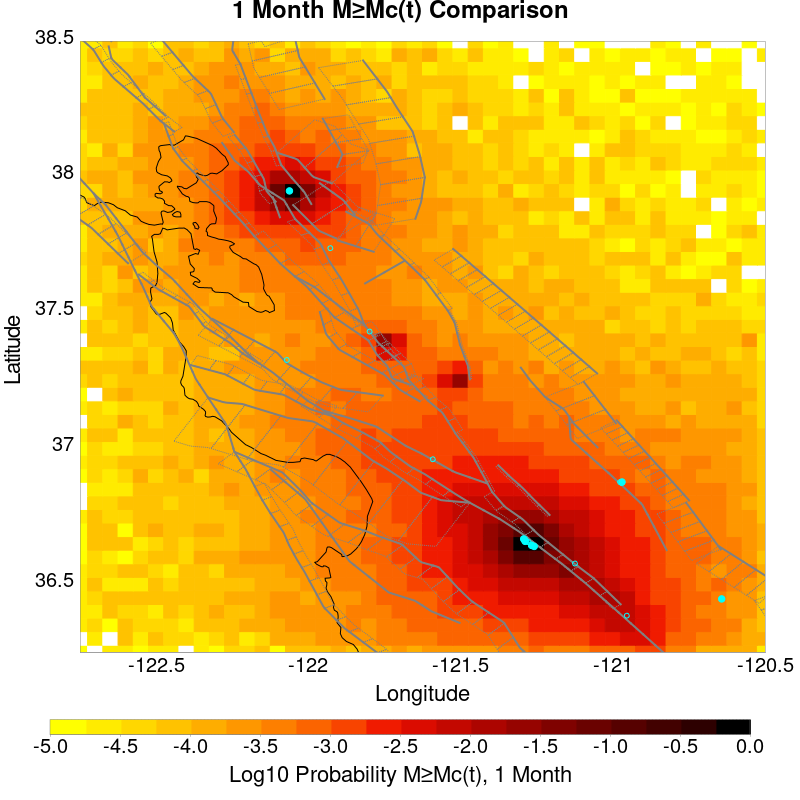 1 Month M≥Mc(t) Comparison
38.5
38
37.5
37
36.5
Latitude
-122.5 -122 -121.5 -121 -120.5
Longitude
-5.0 -4.5 -4.0 -3.5 -3.0 -2.5 -2.0 -1.5 -1.0 -0.5 0.0
Log10 Probability M≥Mc(t), 1 Month